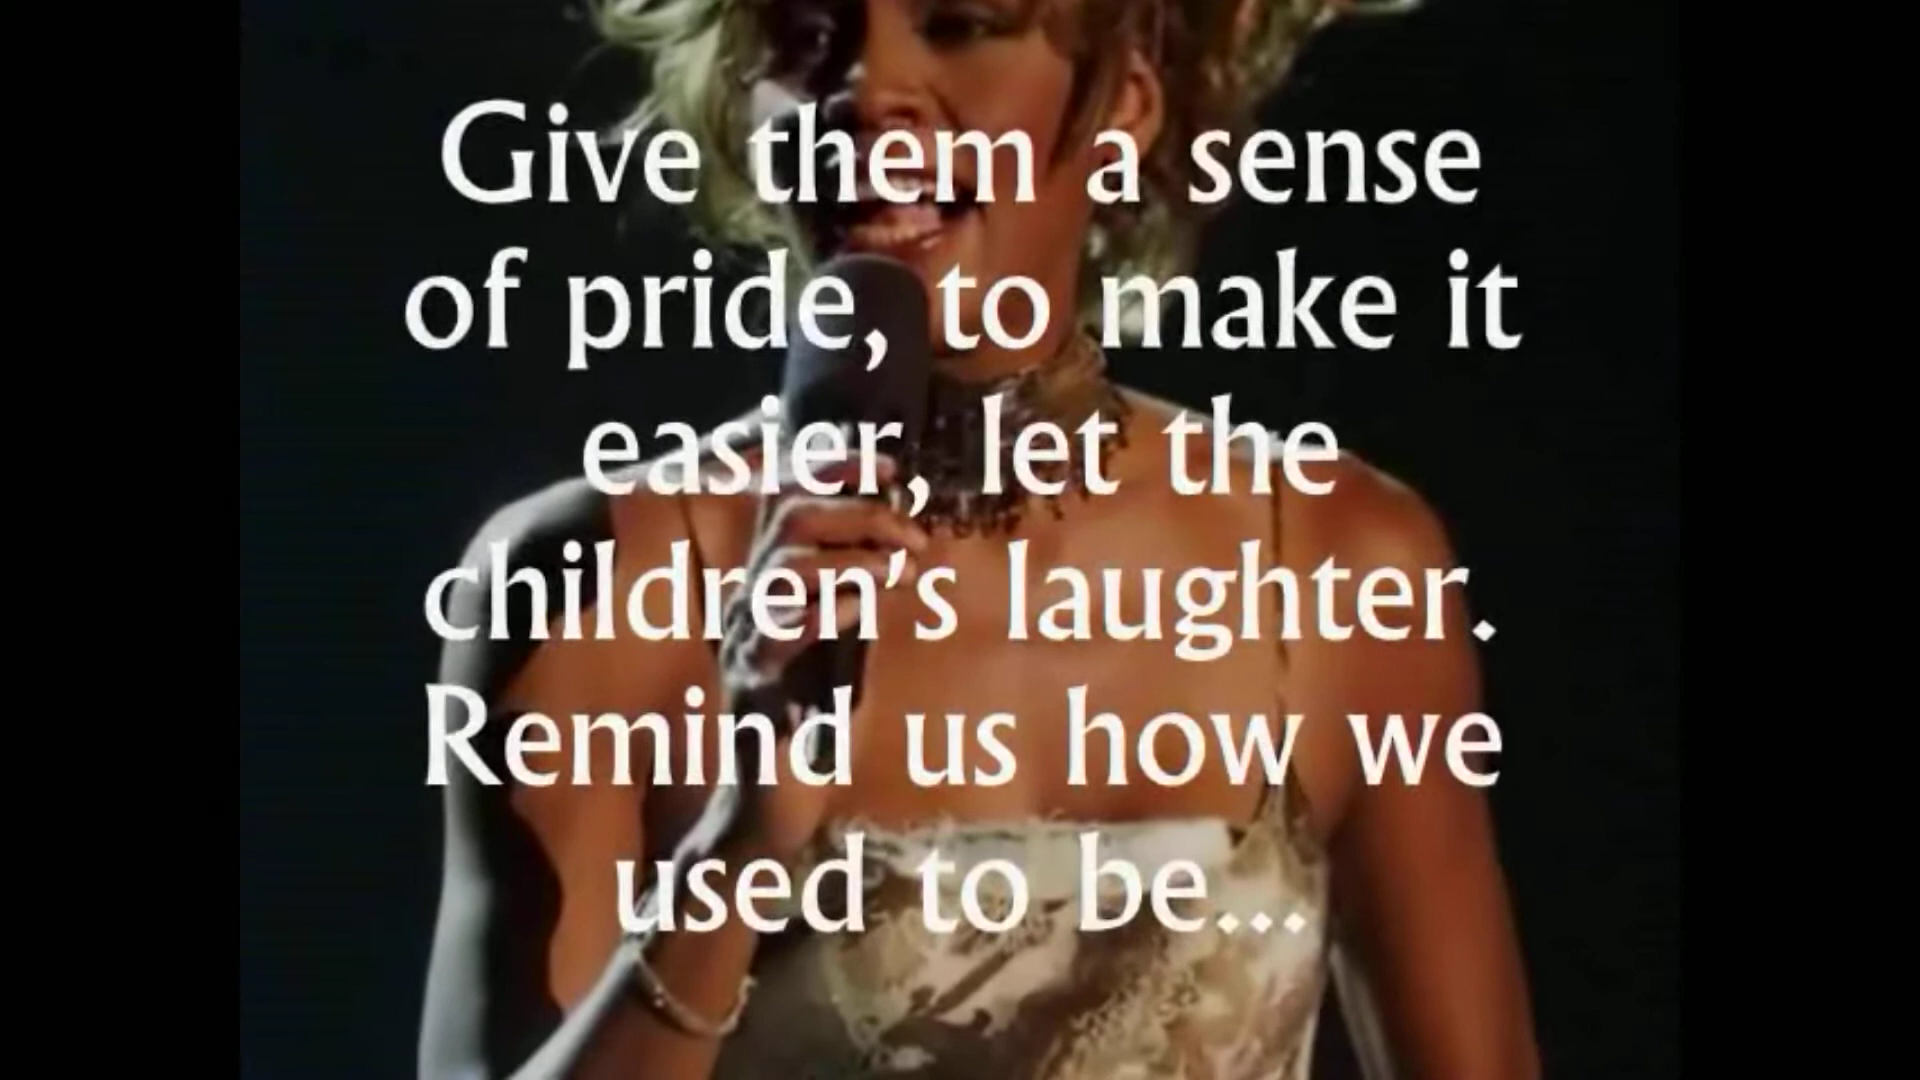 Give them a sense
of pride, to make it
easier, let the
children's laughter.
Remind us how we
used to be...